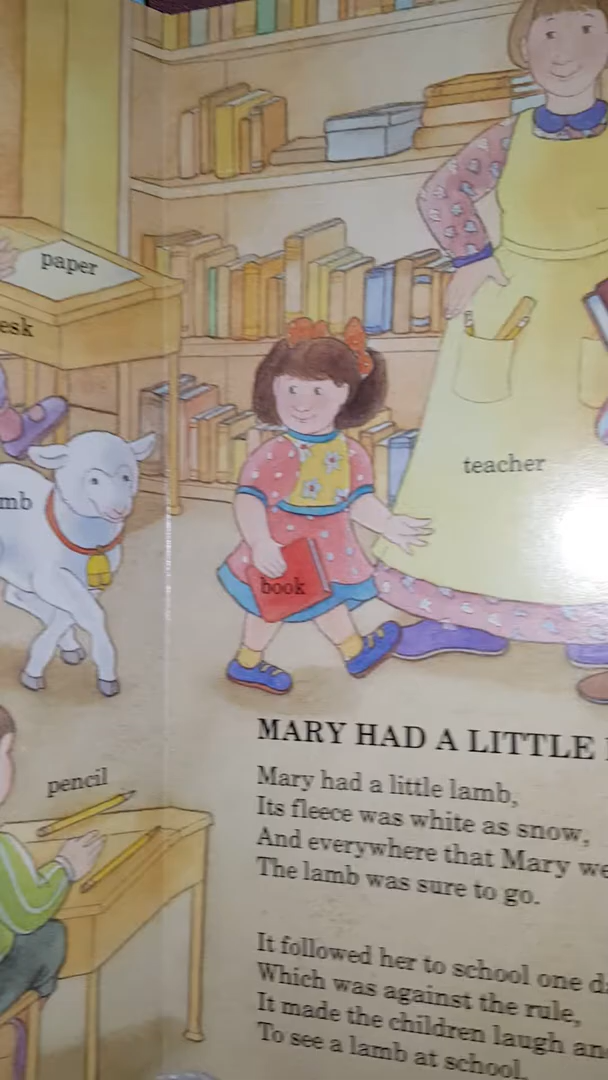 paper
esk
mb
teacher
book
pencil
MARY HAD A LITTLE
Mary had a little lamb,
Its fleece was white as snow,
And everywhere that Mary we
The lamb was sure to go.
It followed her to school one d
Which was against the rule,
It made the children laugh an
To see a lamb at school.